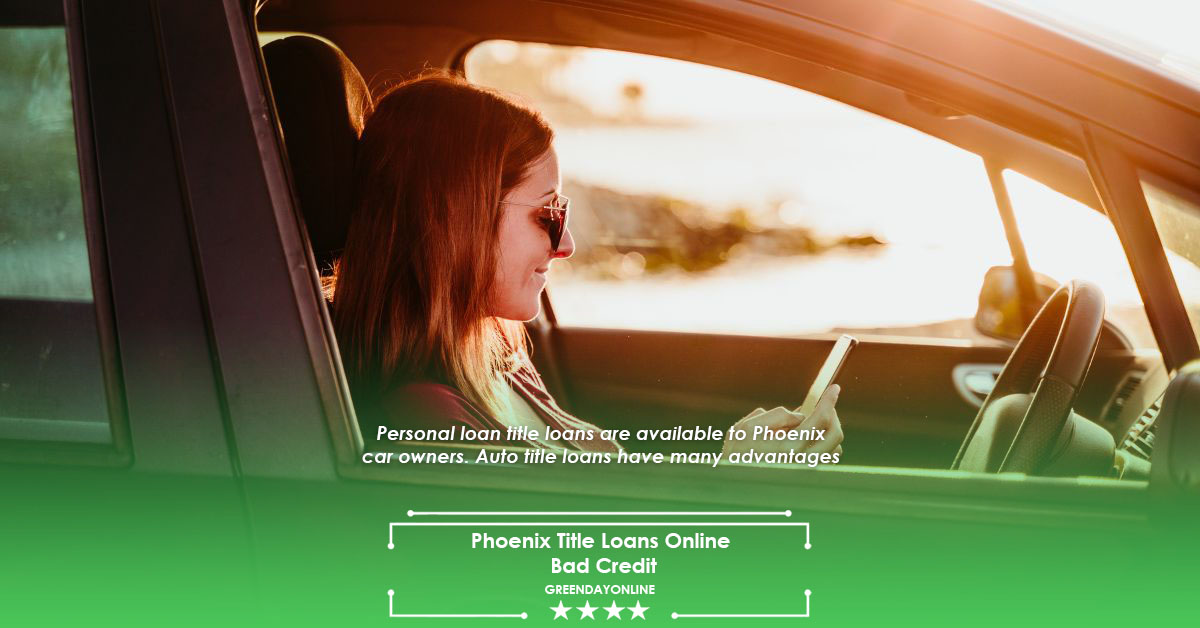 Personal loan title loans are available to Phoenix
car owners. Auto title loans have many advantages
Phoenix Title Loans Online
Bad Credit
GREENDAYONLINE